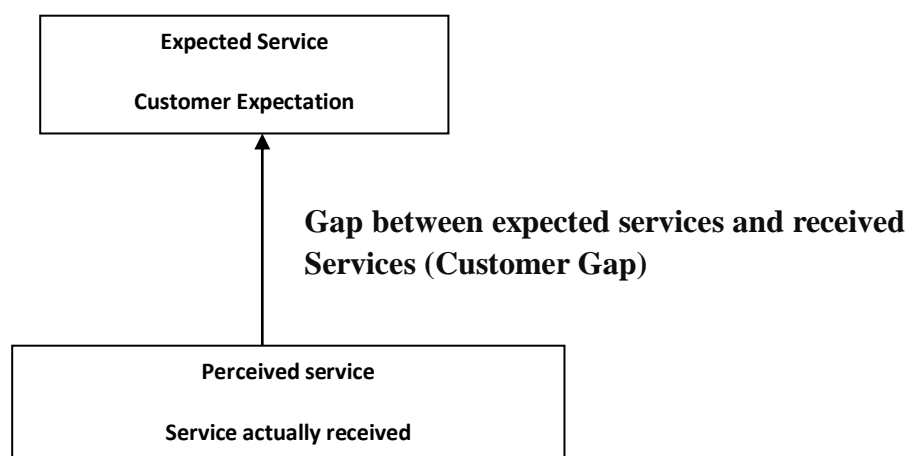 Expected Service
Customer Expectation
Gap between expected services and received
Services (Customer Gap)
Perceived service
Service actually received